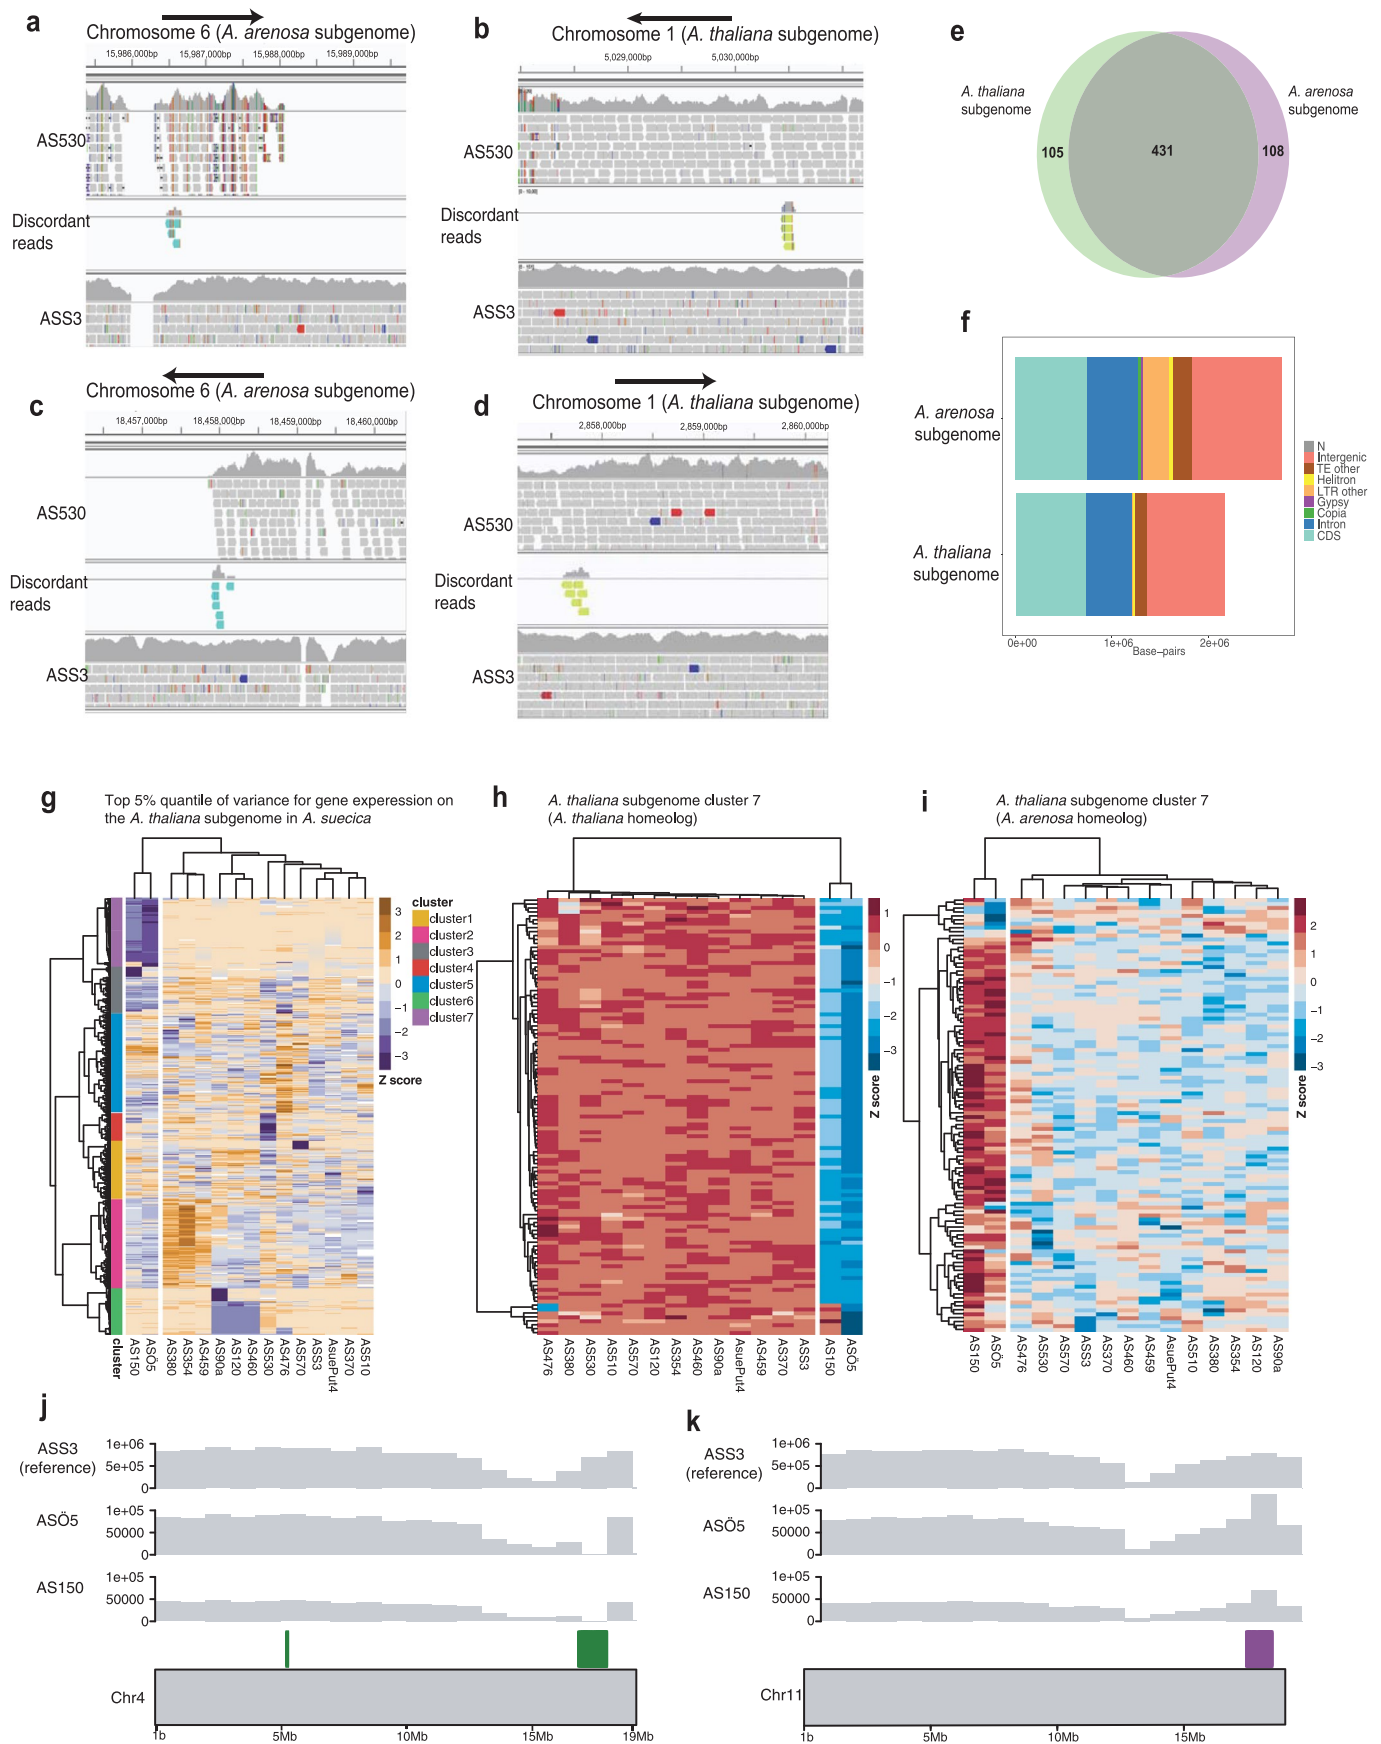 a
Chromosome 6 (A. arenosa subgenome)
15,986,000bp 15,987,000bp 15,988,000bp 15,989,000bp
AS530
Discordant
reads
ASS3
b
Chromosome 1 (A. thaliana subgenome)
5,029,000bp 5,030,000bp
AS530
Discordant
reads
ASS3
c
Chromosome 6 (A. arenosa subgenome)
18,457,000bp 18,458,000bp 18,459,000bp 18,460,000bp
AS530
Discordant
reads
ASS3
d
Chromosome 1 (A. thaliana subgenome)
2,858,000bp 2,859,000bp 2,860,000bp
AS530
Discordant
reads
ASS3
e
A. thaliana
subgenome
A. arenosa
subgenome
105 431 108
f
A. arenosa
subgenome
A. thaliana
subgenome
0e+00 1e+06 2e+06
Base-pairs
N
Intergenic
TE other
Helitron
LTR other
Gypsy
Copia
Intron
CDS
g
Top 5% quantile of variance for gene experession on
the A. thaliana subgenome in A. suecica
3
2
1
0
−1
−2
−3
Z score
cluster
cluster1
cluster2
cluster3
cluster4
cluster5
cluster6
cluster7
cluster AS150 ASÖ5 AS380 AS354 AS459 AS90a AS120 AS460 AS530 AS476 AS570 ASS3 AsuePut4 AS370 AS510
h
A. thaliana subgenome cluster 7
(A. thaliana homeolog)
1
0
−1
−2
−3
Z score
AS476 AS380 AS530 AS510 AS570 AS120 AS354 AS460 AS90a AsuePut4 AS459 AS370 ASS3 AS150 ASÖ5
i
A. thaliana subgenome cluster 7
(A. arenosa homeolog)
2
1
0
−1
−2
−3
Z score
AS150 ASÖ5 AS476 AS530 AS570 ASS3 AS370 AS460 AS459 AsuePut4 AS510 AS380 AS354 AS120 AS90a
j
ASS3
(reference)
1e+06
5e+05
0
ASÖ5
1e+05
50000
0
AS150
1e+05
50000
0
Chr4
1b 5Mb 10Mb 15Mb 19Mb
k
ASS3
(reference)
1e+06
5e+05
0
ASÖ5
1e+05
50000
0
AS150
1e+05
50000
0
Chr11
1b 5Mb 10Mb 15Mb